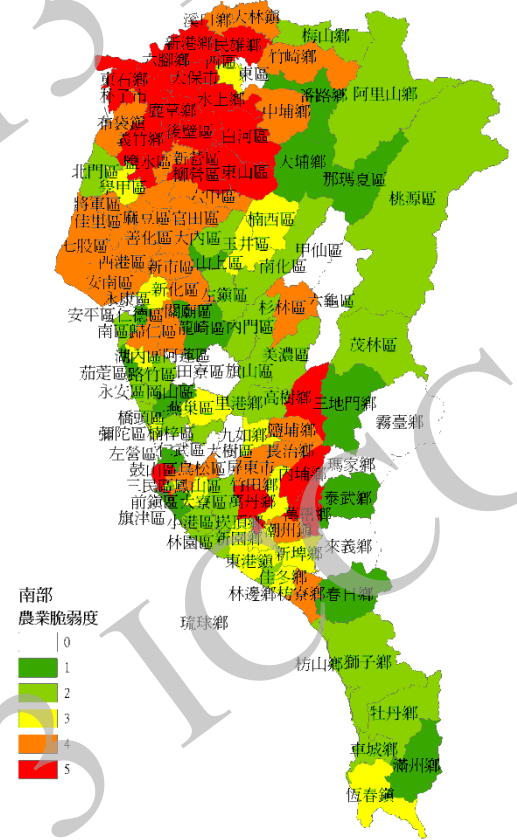 溪口鄉 大林鎮
梅山鄉
新港鄉 民雄鄉
竹崎鄉
六腳鄉 西區
東區
東石鄉 太保市
番路鄉 阿里山鄉
朴子市 水上鄉
鹿草鄉 中埔鄉
布袋鎮
義竹鄉 後壁區 白河區
鹽水區 新營區 大埔鄉
北門區 柳營區 東山區 那瑪夏區
學甲區
將軍區 六甲區 桃源區
佳里區 麻豆區 官田區 楠西區
七股區 善化區 大內區 玉井區 甲仙區
西港區 新市區 山上區 南化區
安南區 新化區 左鎮區
永康區 杉林區 六龜區
安平區 仁德區 關廟區
南區 歸仁區 龍崎區 內門區
湖內區 阿蓮區 美濃區 茂林區
茄萣區 路竹區 田寮區 旗山區
永安區 岡山區
燕巢區 里港鄉 高樹鄉 三地門鄉
橋頭區 霧臺鄉
彌陀區 楠梓區 九如鄉 鹽埔鄉
左營區 仁武區 大樹區 長治鄉
鼓山區 鳥松區 屏東市 內埔鄉 瑪家鄉
三民區 鳳山區 竹田鄉
前鎮區 大寮區 萬丹鄉 泰武鄉
旗津區 小港區 崁頂鄉 潮州鎮
林園區 新園鄉 來義鄉
東港鎮 新埤鄉
佳冬鄉
林邊鄉 枋寮鄉 春日鄉
琉球鄉
枋山鄉 獅子鄉
牡丹鄉
車城鄉
滿州鄉
恆春鎮
南部
農業脆弱度
0
1
2
3
4
5
ICCC